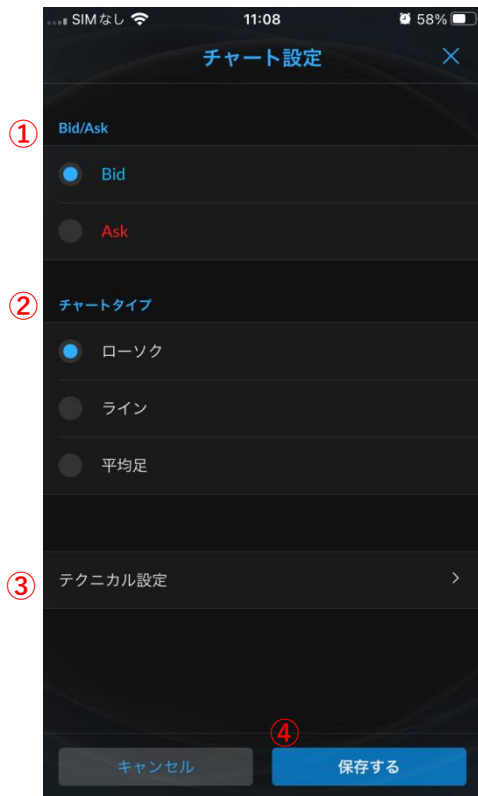 SIMなし 11:08 58%
チャート設定
① Bid/Ask
Bid
Ask
② チャートタイプ
ローソク
ライン
平均足
③ テクニカル設定
④
キャンセル 保存する